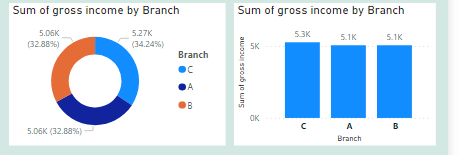 Sum of gross income by Branch
5.06K
(32.88%)
5.27K
(34.24%)
5.06K (32.88%)
Branch
C
A
B
Sum of gross income by Branch
Sum of gross income
5K
0K
5.3K
5.1K
5.1K
C
A
B
Branch